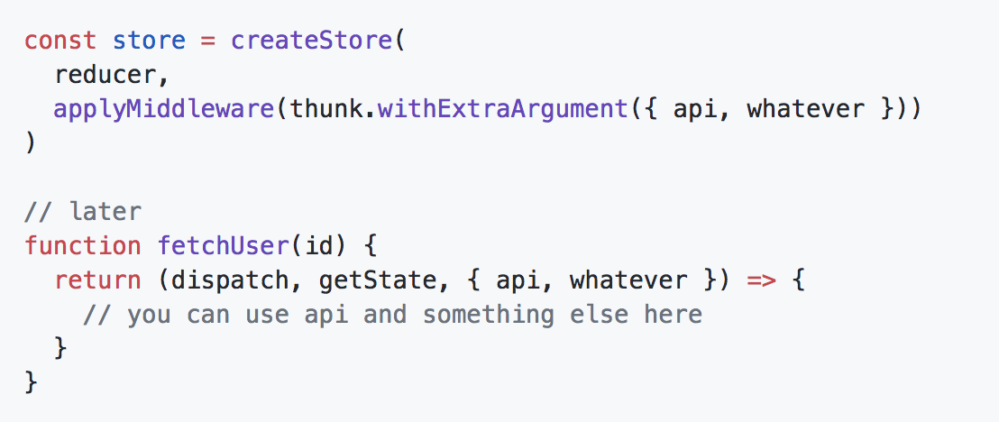 const store = createStore(
  reducer,
  applyMiddleware(thunk.withExtraArgument({ api, whatever }))
)

// later
function fetchUser(id) {
  return (dispatch, getState, { api, whatever }) => {
    // you can use api and something else here
  }
}